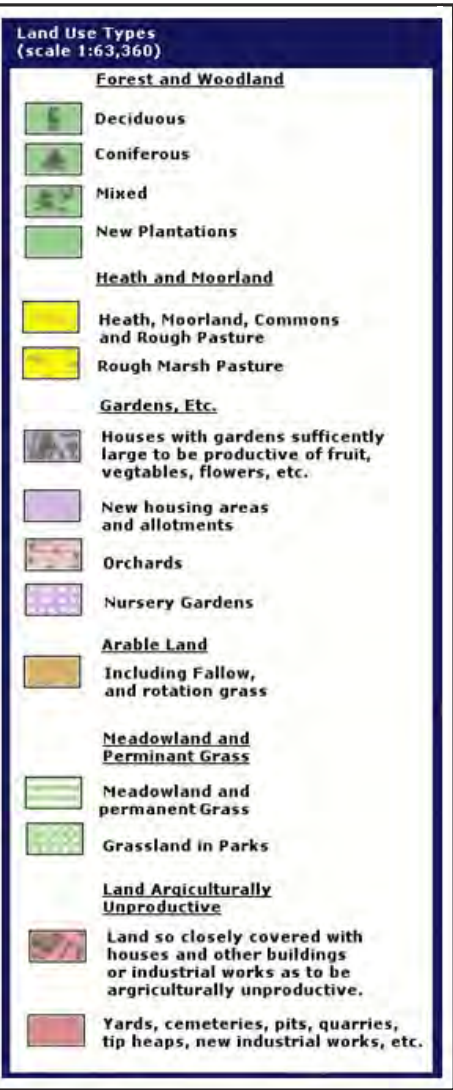 Land Use Types
(scale 1:63,360)
Forest and Woodland
Deciduous
Coniferous
Mixed
New Plantations
Heath and Moorland
Heath, Moorland, Commons
and Rough Pasture
Rough Marsh Pasture
Gardens, Etc.
Houses with gardens sufficently
large to be productive of fruit,
vegtables, flowers, etc.
New housing areas
and allotments
Orchards
Nursery Gardens
Arable Land
Including Fallow,
and rotation grass
Meadowland and
Perminant Grass
Meadowland and
permanent Grass
Grassland in Parks
Land Arqiculturally
Unproductive
Land so closely covered with
houses and other buildings
or industrial works as to be
argriculturally unproductive.
Yards, cemeteries, pits, quarries,
tip heaps, new industrial works, etc.